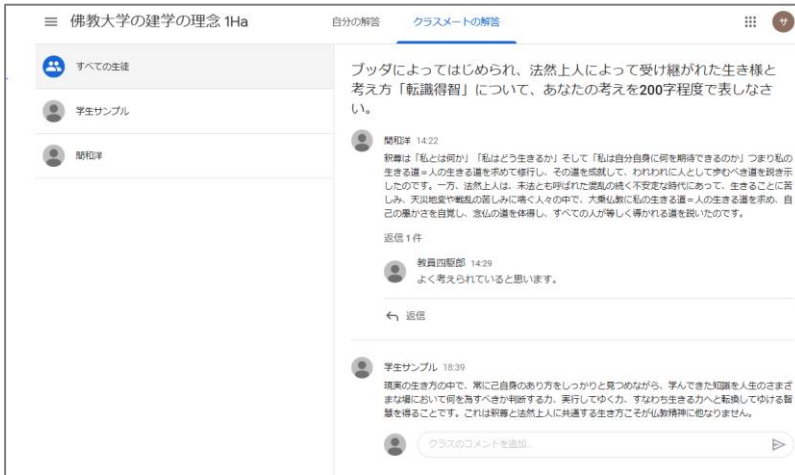 佛教大学の建学の理念 1Ha
自分の解答
クラスメートの解答
サ
すべての生徒
学生サンプル
間和洋
ブッダによってはじめられ、法然上人によって受け継がれた生き様と
考え方「転識得智」について、あなたの考えを200字程度で表しなさ
い。
間和洋 14:22
釈尊は「私とは何か」「私はどう生きるか」そして「私は自分自身に何を期待できるのか」つまり私の
生きる道=人の生きる道を求めて修行し、その道を成就して、われわれに人として歩むべき道を説き示
したのです。一方、法然上人は、末法とも呼ばれた混乱の続く不安定な時代にあって、生きることに苦
しみ、天災地変や戦乱の苦しみに喘ぐ人々の中で、大乗仏教に私の生きる道=人の生きる道を求め、自
己の愚かさを自覚し、念仏の道を体得し、すべての人が等しく導かれる道を説いたのです。
返信 1 件
教員四駆郎 14:29
よく考えられていると思います。
返信
学生サンプル 18:39
現実の生き方の中で、常に己自身のあり方をしっかりと見つめながら、学んできた知識を人生のさまざ
まな場において何を為すべきか判断する力、実行してゆく力、すなわち生きる力へと転換してゆける智
慧を得ることです。これは釈尊と法然上人に共通する生き方こそが仏教精神に他なりません。
クラスのコメントを追加...